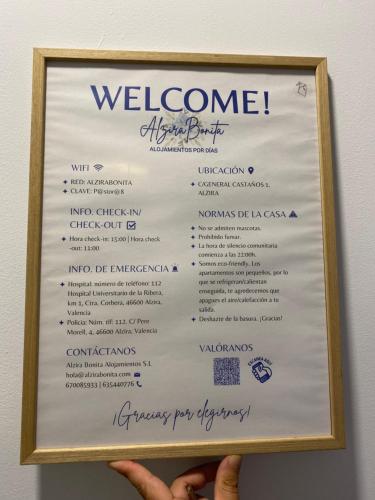 WELCOME!
Alzira Bonita
ALOJAMIENTOS POR DÍAS
WIFI
RED: ALZIRABONITA
CLAVE: P@stor@8
INFO. CHECK-IN/
CHECK-OUT
Hora check-in: 15:00 | Hora check
-out: 11:00
INFO. DE EMERGENCIA
Hospital: número de teléfono: 112
Hospital Universitario de la Ribera,
km 1, Ctra. Corbera, 46600 Alzira,
Valencia
Policía: Núm. tlf: 112. C/ Pere
Morell, 4, 46600 Alzira, Valencia
CONTÁCTANOS
Alzira Bonita Alojamientos S.L
hola@alzirabonita.com
670085933 | 635440776
UBICACIÓN
C/GENERAL CASTAÑOS 1,
ALZIRA
NORMAS DE LA CASA
No se admiten mascotas.
Prohibido fumar.
La hora de silencio comunitaria
comienza a las 22:00h.
Somos eco-friendly. Los
apartamentos son pequeños, por lo
que se refrigeran/calientan
enseguida, te agradecemos que
apagues el aire/calefacción a tu
salida.
Deshazte de la basura. ¡Gracias!
VALÓRANOS
ESCANEA AQUÍ
¡Gracias por elegirnos!